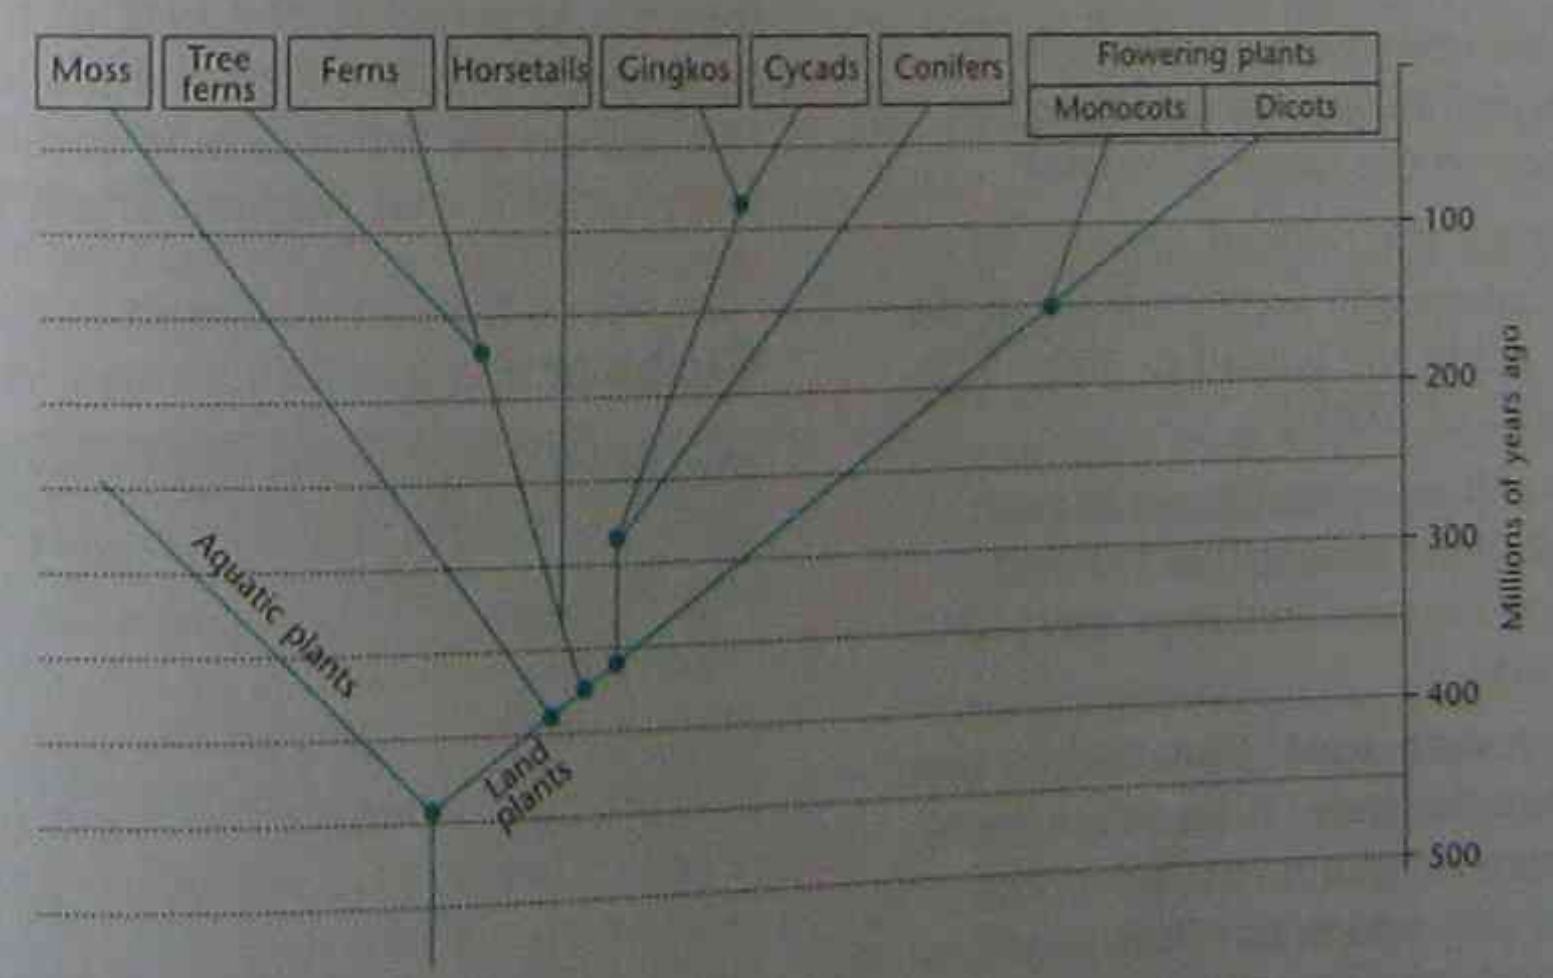 Moss
Tree
ferns
Ferns
Horsetails
Gingkos
Cycads
Conifers
Flowering plants
Monocots
Dicots
100
200
300
400
500
Millions of years ago
Aquatic plants
Land
plants